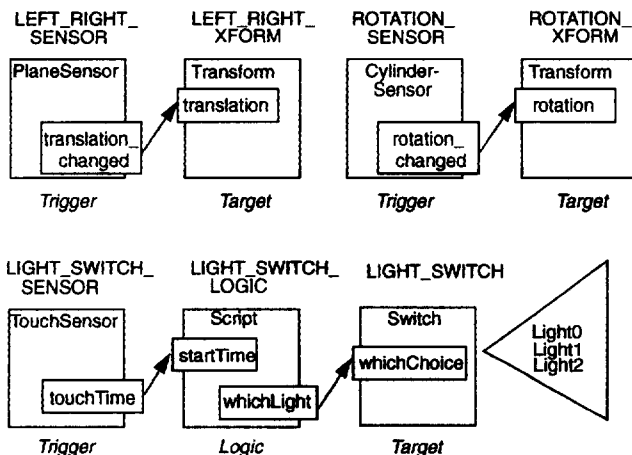 LEFT_RIGHT_
SENSOR
LEFT_RIGHT_
XFORM
ROTATION_
SENSOR
ROTATION_
XFORM
PlaneSensor
translation_
changed
Transform
translation
Cylinder-
Sensor
rotation_
changed
Transform
rotation
Trigger
Target
Trigger
Target
LIGHT_SWITCH_
SENSOR
LIGHT_SWITCH_
LOGIC
LIGHT_SWITCH
TouchSensor
touchTime
Script
startTime
whichLight
Switch
whichChoice
Light0
Light1
Light2
Trigger
Logic
Target